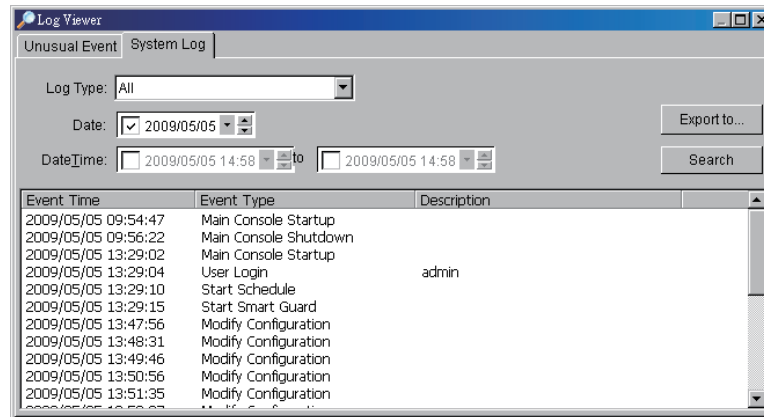 Log Viewer
Unusual Event System Log
Log Type: All
Date: 2009/05/05
Export to...
DateTime: 2009/05/05 14:58 to 2009/05/05 14:58
Search
Event Time Event Type Description
2009/05/05 09:54:47 Main Console Startup
2009/05/05 09:56:22 Main Console Shutdown
2009/05/05 13:29:02 Main Console Startup
2009/05/05 13:29:04 User Login admin
2009/05/05 13:29:10 Start Schedule
2009/05/05 13:29:15 Start Smart Guard
2009/05/05 13:47:56 Modify Configuration
2009/05/05 13:48:31 Modify Configuration
2009/05/05 13:49:46 Modify Configuration
2009/05/05 13:50:56 Modify Configuration
2009/05/05 13:51:35 Modify Configuration